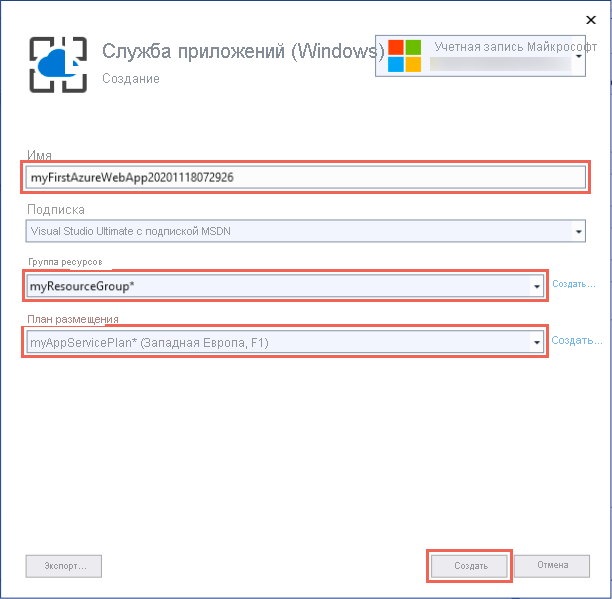 Служба приложений (Windows)
Создание
Учетная запись Майкрософт
Имя
myFirstAzureWebApp20201118072926
Подписка
Visual Studio Ultimate с подпиской MSDN
Группа ресурсов
myResourceGroup*
Создать...
План размещения
myAppServicePlan* (Западная Европа, F1)
Создать...
Экспорт...
Создать
Отмена